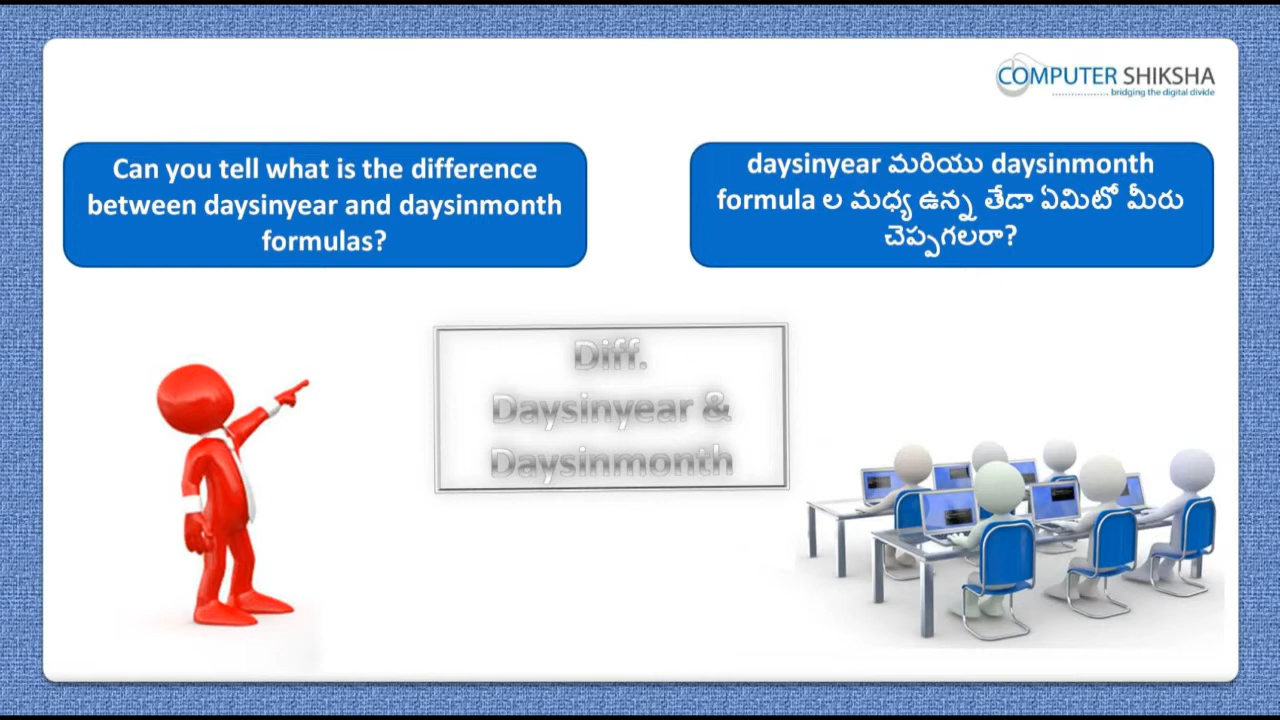 COMPUTER SHIKSHA
bridging the digital divide
Can you tell what is the difference
between daysinyear and daysinmonth
formulas?
daysinyear మరియు daysinmonth
formula ల మధ్య ఉన్న తేడా ఏమిటో మీరు
చెప్పగలరా?
Diff.
Daysinyear &
Daysinmonth